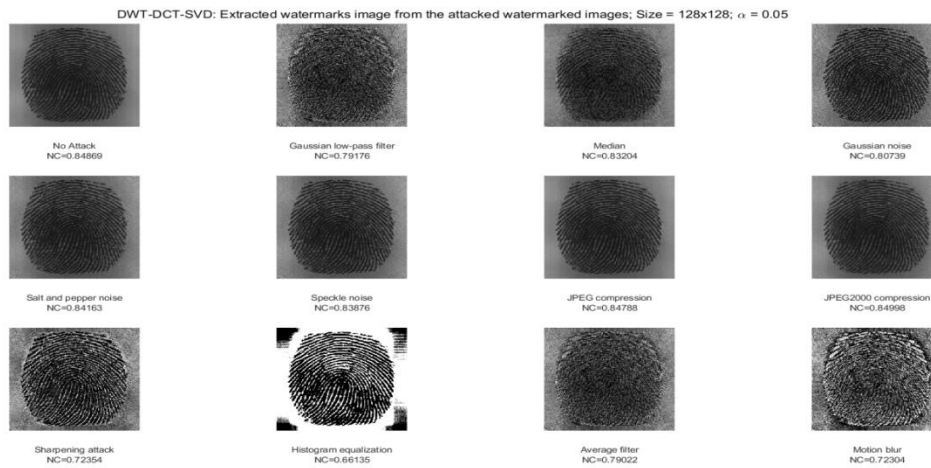 DWT-DCT-SVD: Extracted watermarks image from the attacked watermarked images; Size = 128x128; α = 0.05
No Attack
NC=0.84869
Gaussian low-pass filter
NC=0.79176
Median
NC=0.83204
Gaussian noise
NC=0.80739
Salt and pepper noise
NC=0.84163
Speckle noise
NC=0.83876
JPEG compression
NC=0.84788
JPEG2000 compression
NC=0.84998
Sharpening attack
NC=0.72354
Histogram equalization
NC=0.66135
Average filter
NC=0.79022
Motion blur
NC=0.72304